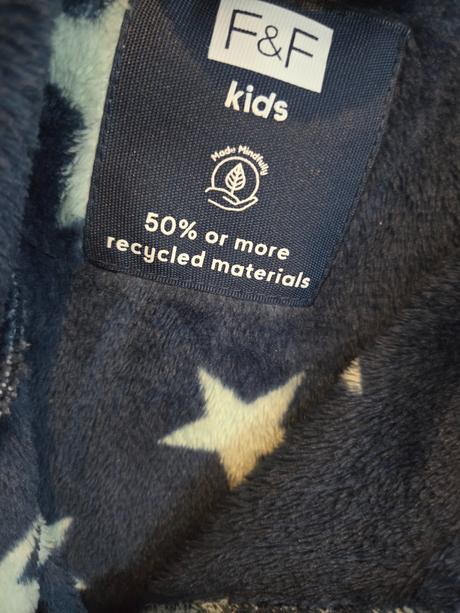 F&F
kids
Made Mindfully
50% or more
recycled materials